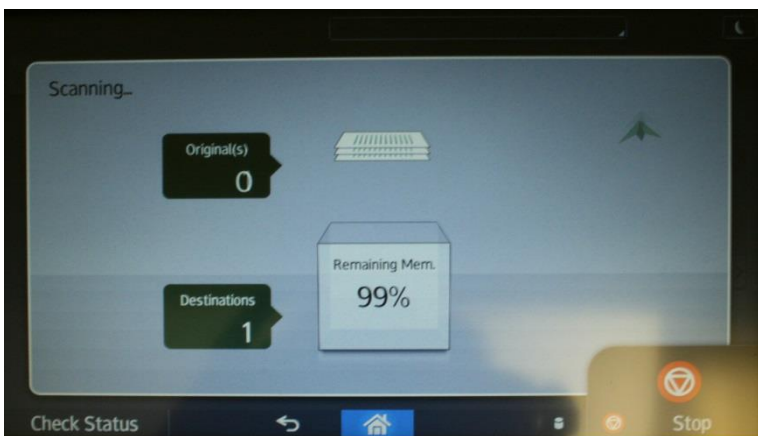 Scanning...
Original(s)
0
Remaining Mem.
99%
Destinations
1
Check Status
Stop